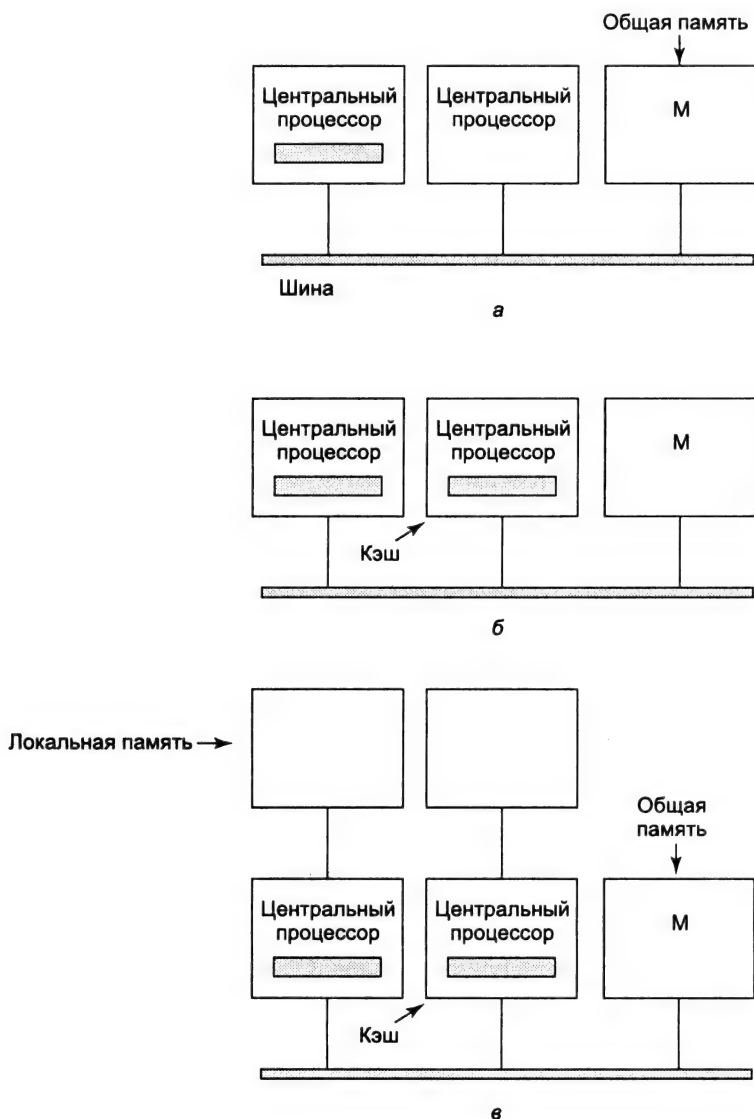 Общая память
Центральный
процессор
Центральный
процессор
М
Шина
а
Центральный
процессор
Центральный
процессор
М
Кэш
б
Локальная память
Общая
память
Центральный
процессор
Центральный
процессор
М
Кэш
в